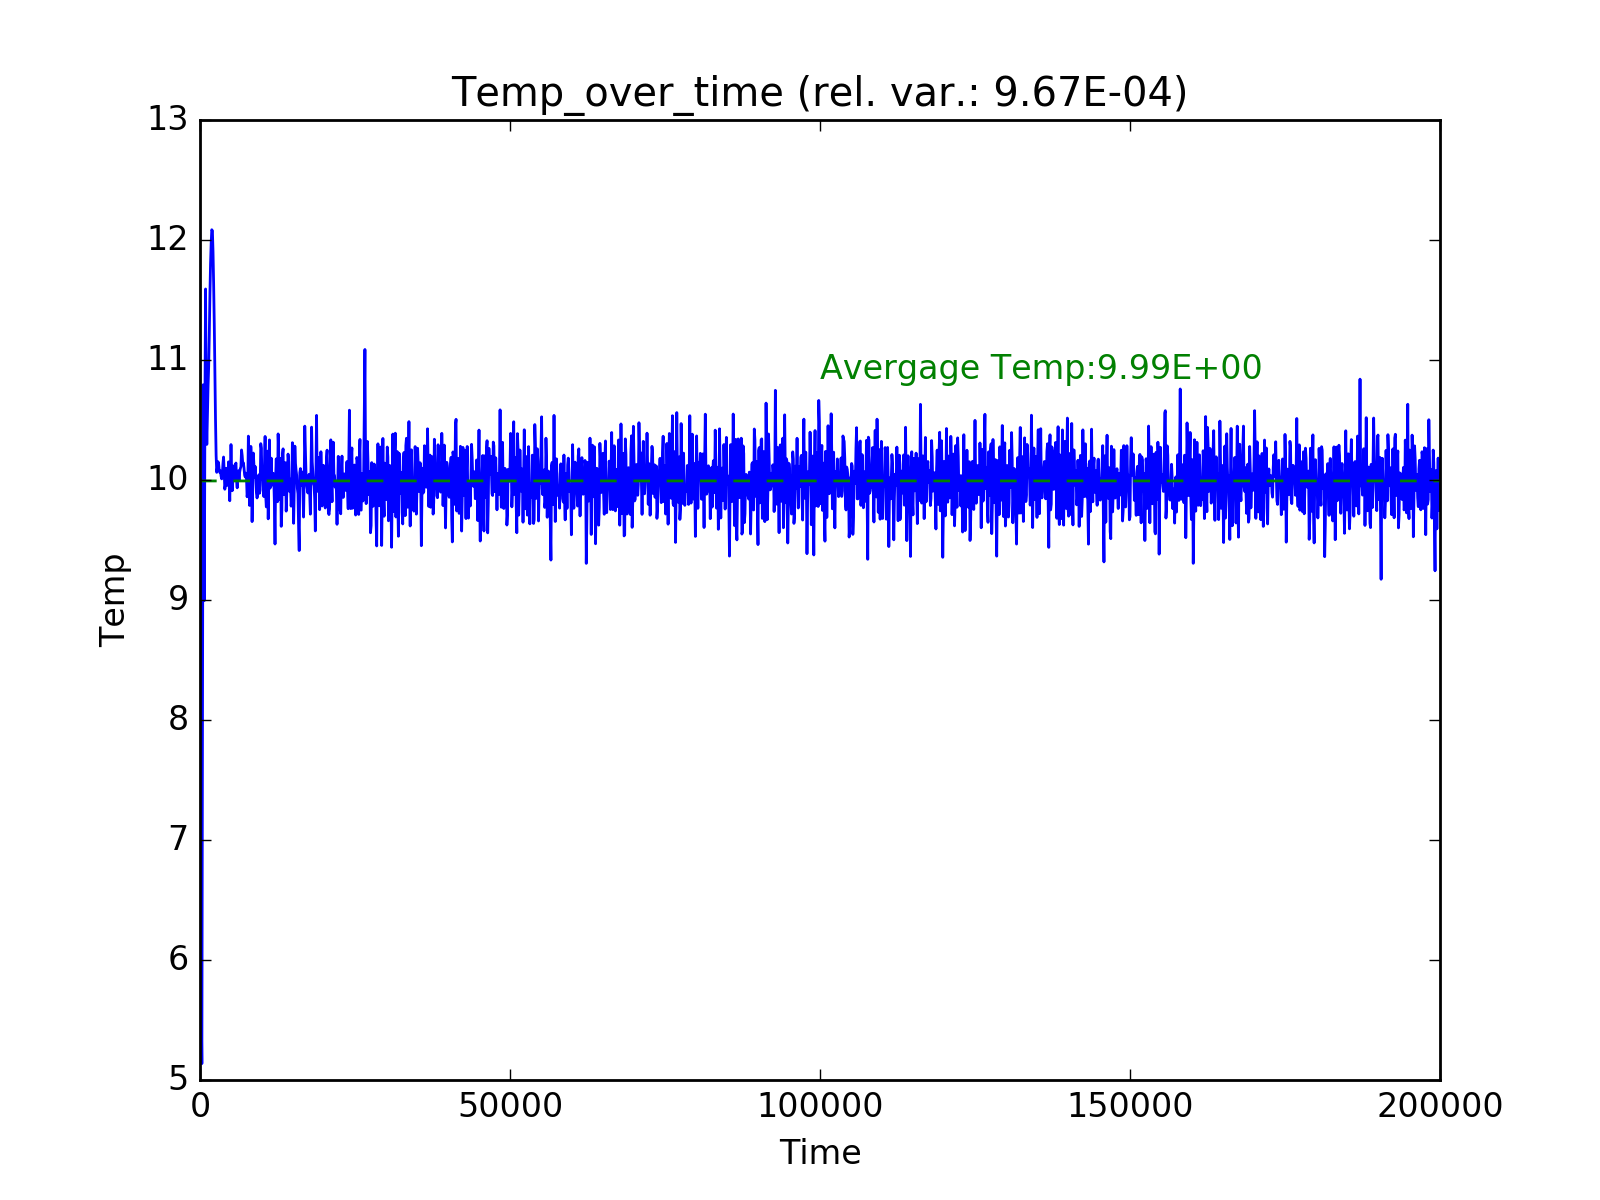 Temp_over_time (rel. var.: 9.67E-04)
13
12
11
Avergage Temp:9.99E+00
10
9
Temp
8
7
6
5
0 50000 100000 150000 200000
Time